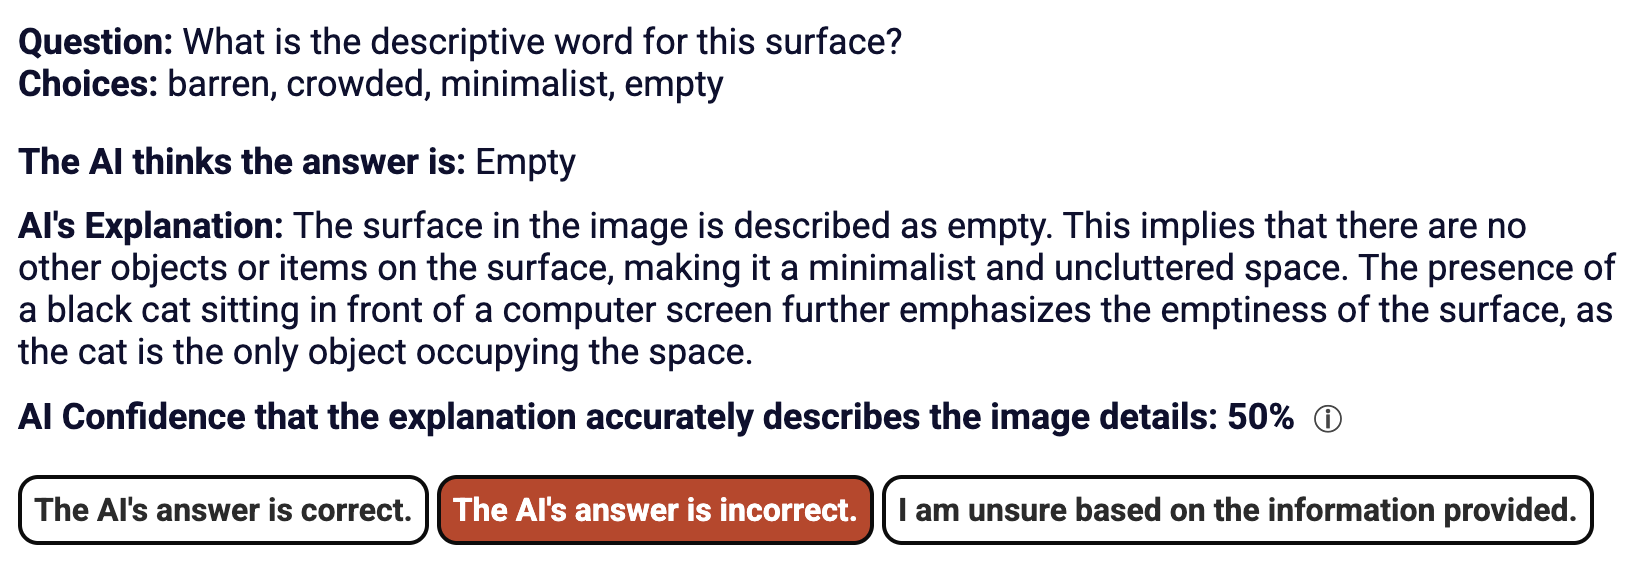 Question: What is the descriptive word for this surface?
Choices: barren, crowded, minimalist, empty
The AI thinks the answer is: Empty
AI's Explanation: The surface in the image is described as empty. This implies that there are no
other objects or items on the surface, making it a minimalist and uncluttered space. The presence of
a black cat sitting in front of a computer screen further emphasizes the emptiness of the surface, as
the cat is the only object occupying the space.
AI Confidence that the explanation accurately describes the image details: 50% ⓘ
The AI's answer is correct. The AI's answer is incorrect. I am unsure based on the information provided.